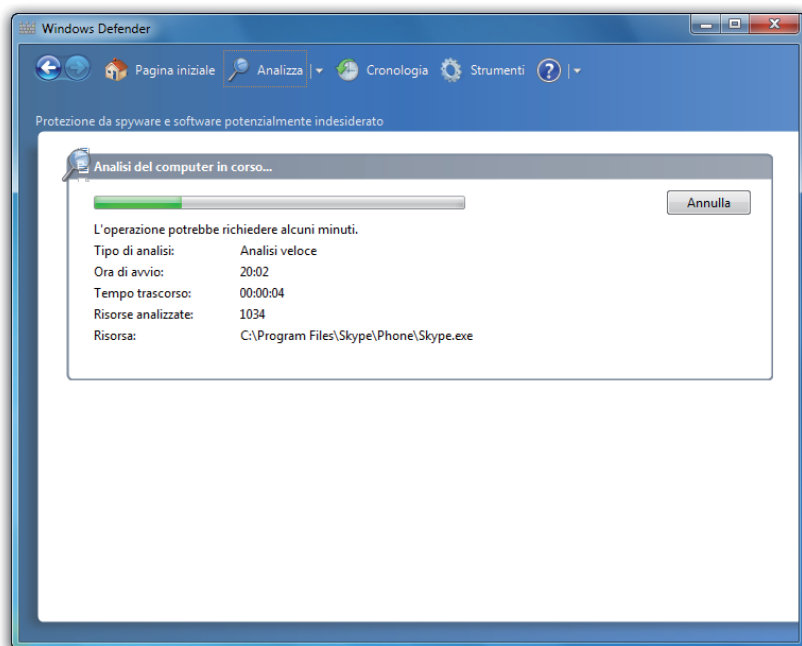 Windows Defender
Pagina iniziale Analizza Cronologia Strumenti ?
Protezione da spyware e software potenzialmente indesiderato
Analisi del computer in corso...
Annulla
L'operazione potrebbe richiedere alcuni minuti.
Tipo di analisi: Analisi veloce
Ora di avvio: 20:02
Tempo trascorso: 00:00:04
Risorse analizzate: 1034
Risorsa: C:\Program Files\Skype\Phone\Skype.exe